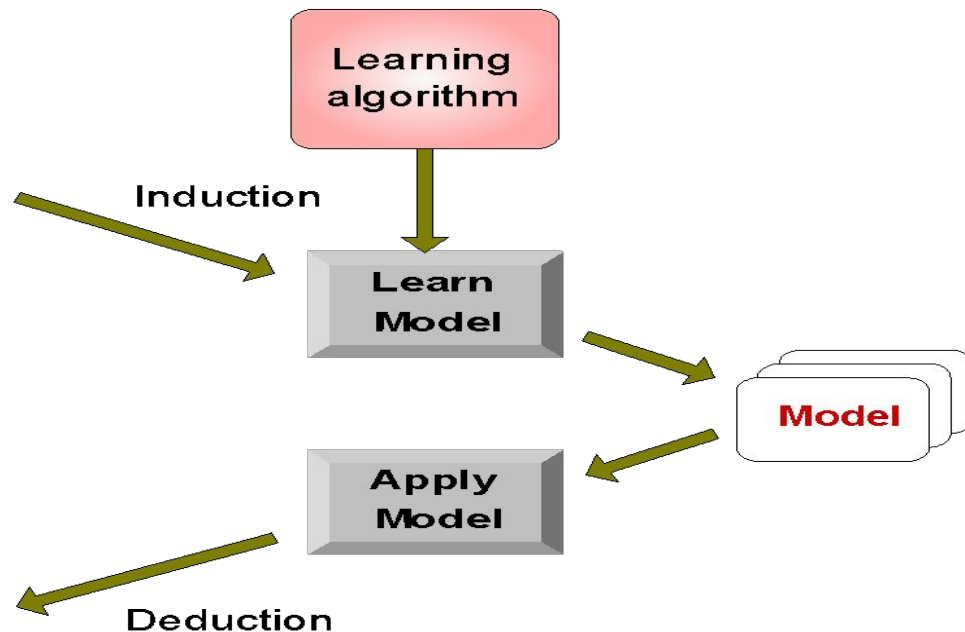 Learning
algorithm
Induction
Learn
Model
Model
Apply
Model
Deduction